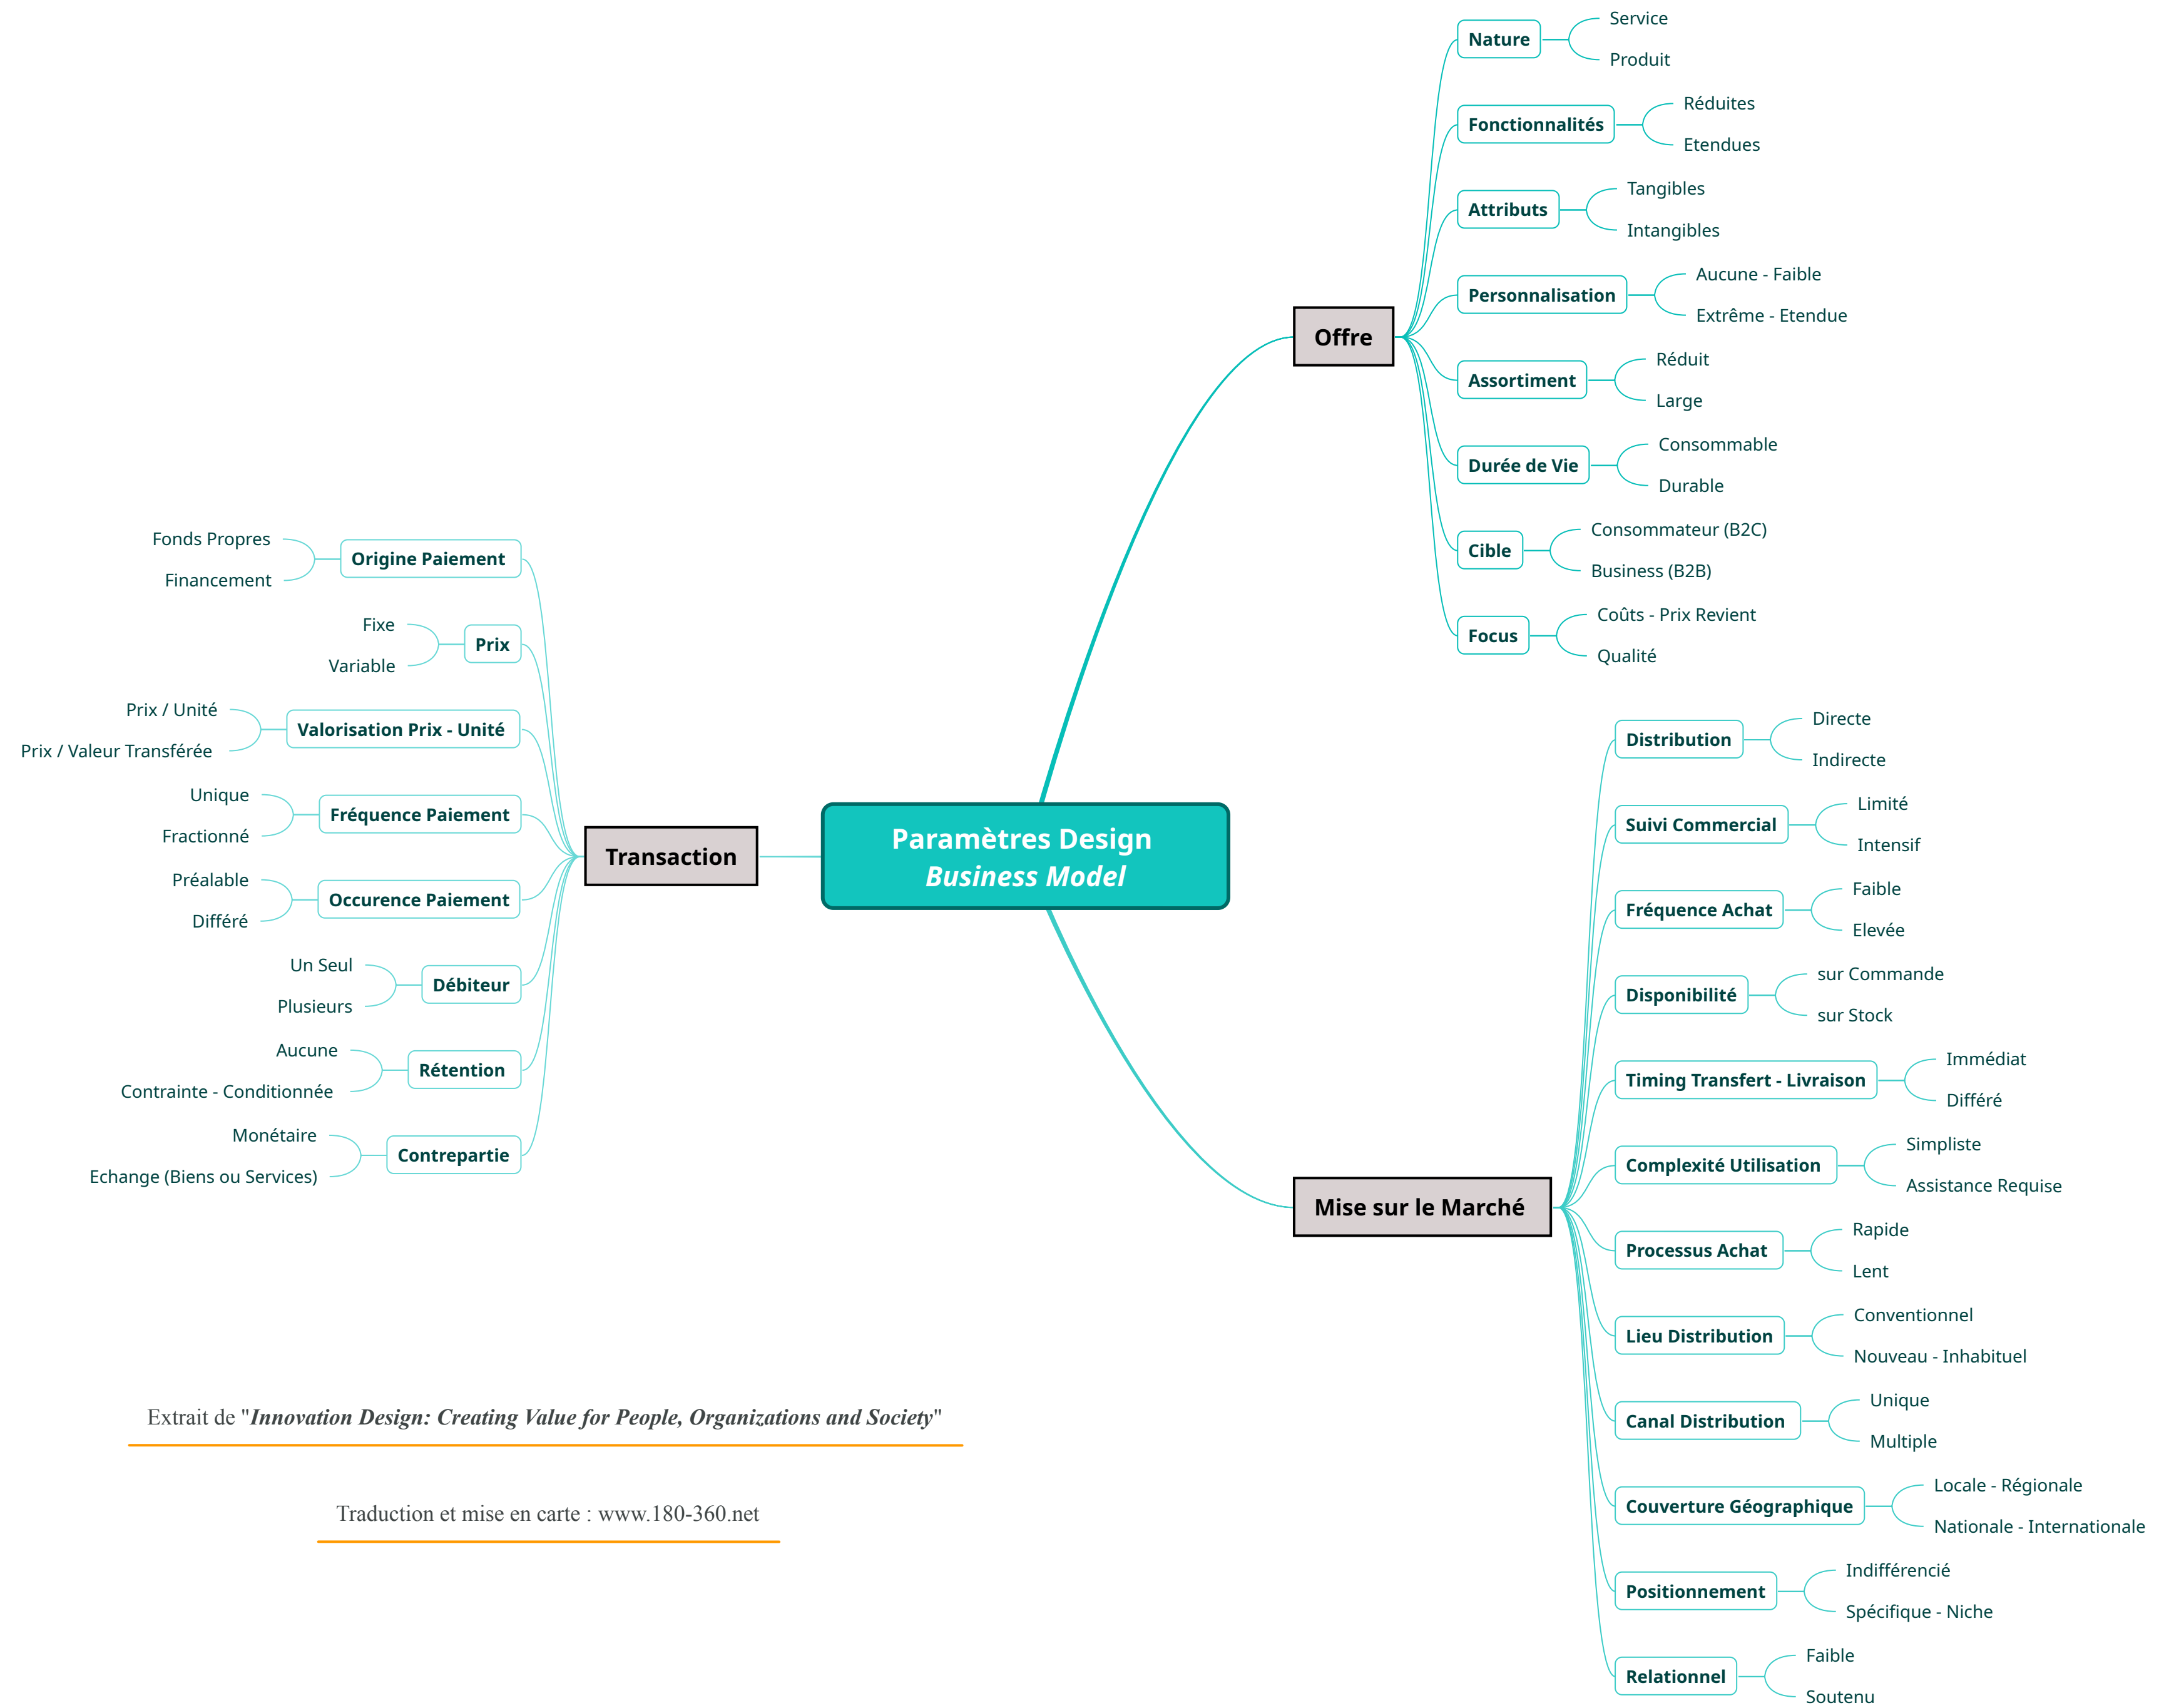 Paramètres Design
Business Model
Offre
Nature
Service
Produit
Fonctionnalités
Réduites
Etendues
Attributs
Tangibles
Intangibles
Personnalisation
Aucune - Faible
Extrême - Etendue
Assortiment
Réduit
Large
Durée de Vie
Consommable
Durable
Cible
Consommateur (B2C)
Business (B2B)
Focus
Coûts - Prix Revient
Qualité
Mise sur le Marché
Distribution
Directe
Indirecte
Suivi Commercial
Limité
Intensif
Fréquence Achat
Faible
Elevée
Disponibilité
sur Commande
sur Stock
Timing Transfert - Livraison
Immédiat
Différé
Complexité Utilisation
Simpliste
Assistance Requise
Processus Achat
Rapide
Lent
Lieu Distribution
Conventionnel
Nouveau - Inhabituel
Canal Distribution
Unique
Multiple
Couverture Géographique
Locale - Régionale
Nationale - Internationale
Positionnement
Indifférencié
Spécifique - Niche
Relationnel
Faible
Soutenu
Transaction
Origine Paiement
Fonds Propres
Financement
Prix
Fixe
Variable
Valorisation Prix - Unité
Prix / Unité
Prix / Valeur Transférée
Fréquence Paiement
Unique
Fractionné
Occurence Paiement
Préalable
Différé
Débiteur
Un Seul
Plusieurs
Rétention
Aucune
Contrainte - Conditionnée
Contrepartie
Monétaire
Echange (Biens ou Services)
Extrait de "Innovation Design: Creating Value for People, Organizations and Society"
Traduction et mise en carte : www.180-360.net